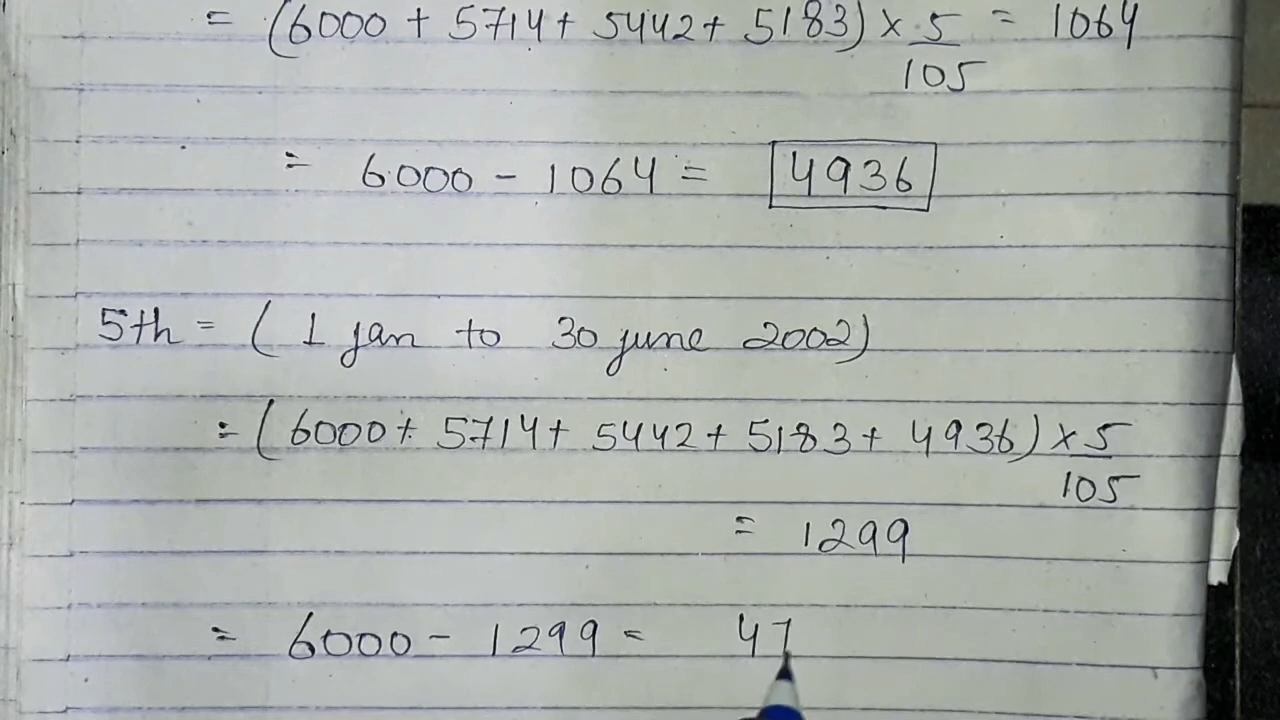 = (6000 + 5714 + 5442 + 5183) × 5/105 = 1064
= 6000 - 1064 = 4936
5th = ( 1 jan to 30 june 2002)
= (6000 + 5714 + 5442 + 5183 + 4936) × 5/105
= 1299
= 6000 - 1299 = 47